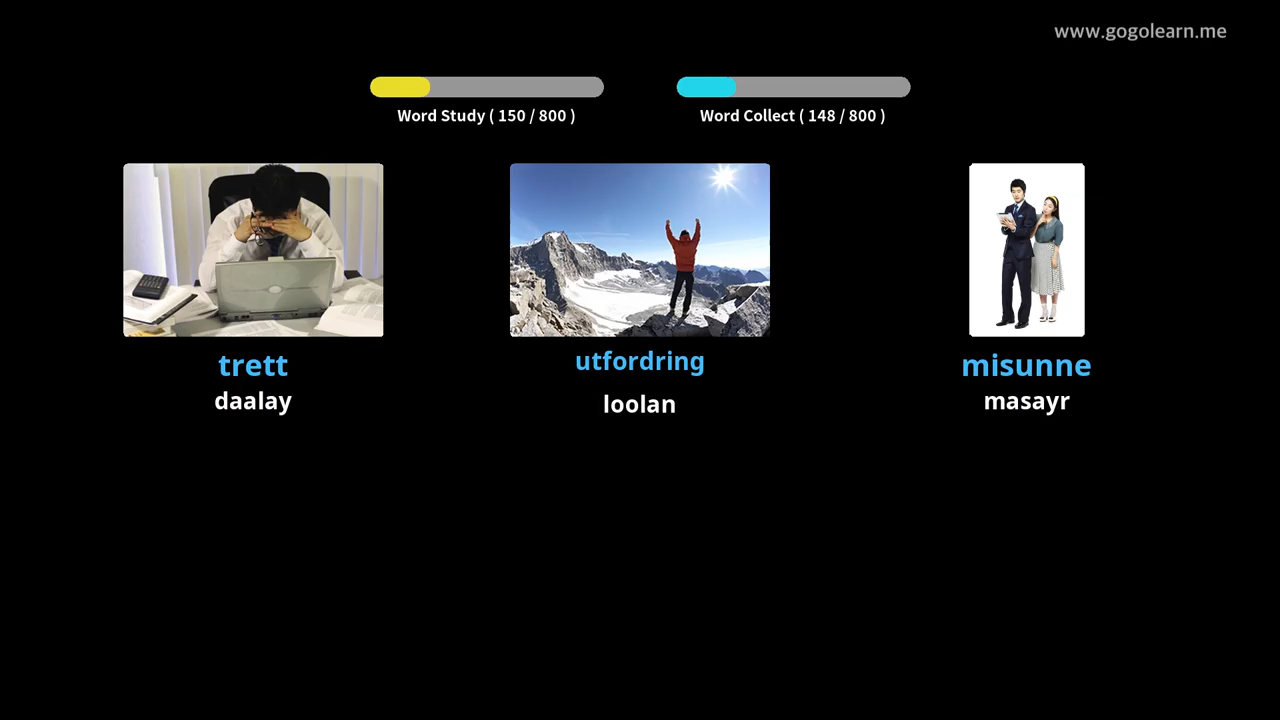 www.gogolearn.me
Word Study ( 150 / 800 )
Word Collect ( 148 / 800 )
trett
daalay
utfordring
loolan
misunne
masayr